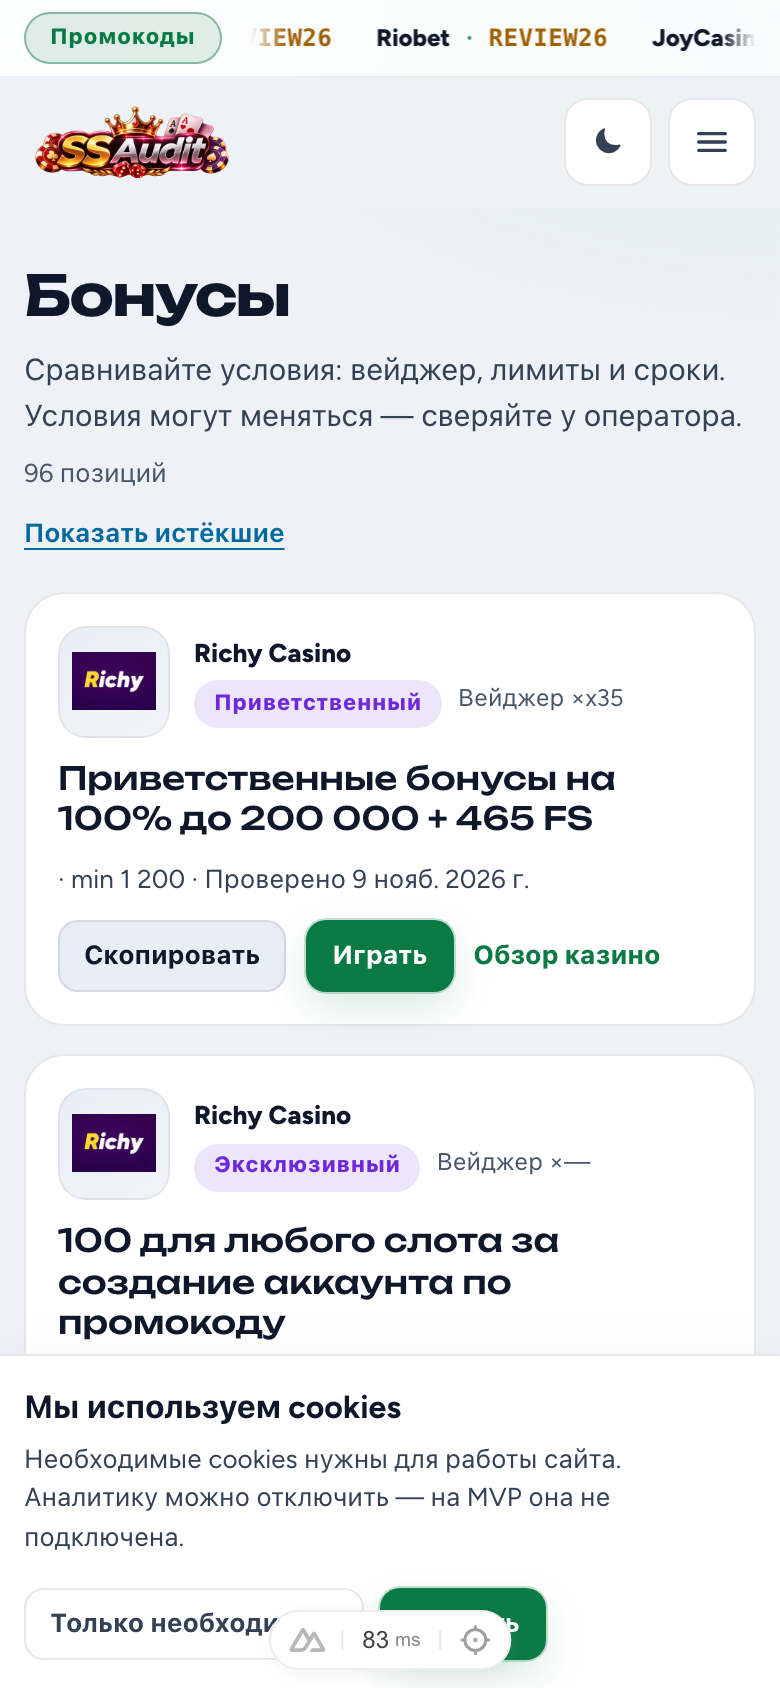 Промокоды
VIEW26 Riobet · REVIEW26 JoyCasin
SSAudit
Бонусы
Сравнивайте условия: вейджер, лимиты и сроки.
Условия могут меняться — сверяйте у оператора.
96 позиций
Показать истёкшие
Richy
Richy Casino
Приветственный Вейджер ×x35
Приветственные бонусы на
100% до 200 000 + 465 FS
· min 1 200 · Проверено 9 нояб. 2026 г.
Скопировать Играть Обзор казино
Richy
Richy Casino
Эксклюзивный Вейджер ×—
100 для любого слота за
создание аккаунта по
промокоду
Мы используем cookies
Необходимые cookies нужны для работы сайта.
Аналитику можно отключить — на MVP она не
подключена.
Только необходи
83 ms